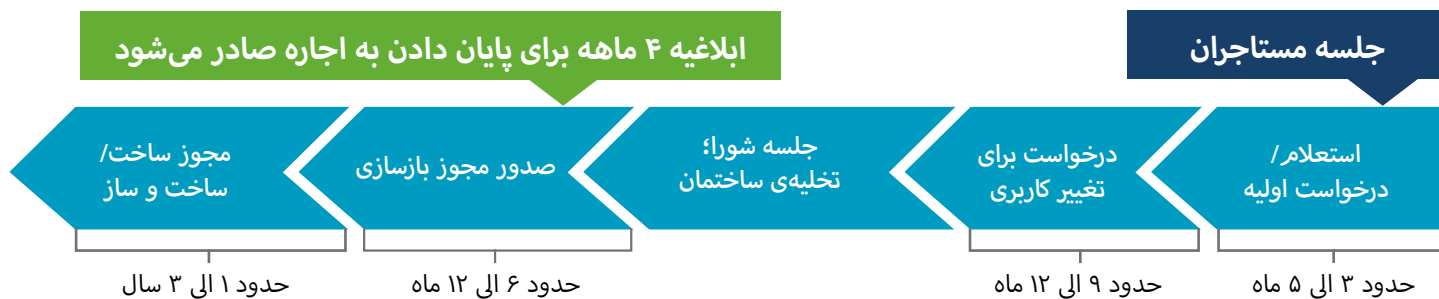 جلسه مستاجران
ابلاغیه ۴ ماهه برای پایان دادن به اجاره صادر می‌شود
استعلام/
درخواست اولیه
درخواست برای
تغییر کاربری
جلسه شورا؛
تخلیه‌ی ساختمان
صدور مجوز بازسازی
مجوز ساخت/
ساخت و ساز
حدود ۳ الی ۵ ماه
حدود ۹ الی ۱۲ ماه
حدود ۶ الی ۱۲ ماه
حدود ۱ الی ۳ سال